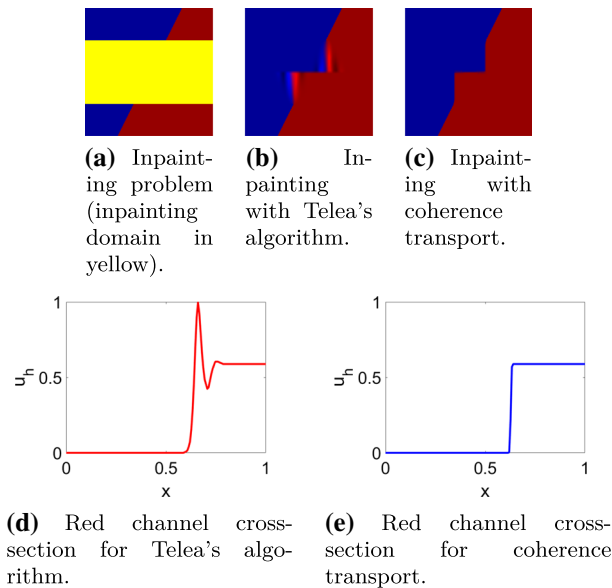 (a) Inpaint-
ing problem
(inpainting
domain in
yellow).
(b) In-
painting
with Telea's
algorithm.
(c) Inpaint-
ing with
coherence
transport.
1
0.5
0
u_h
0 0.5 1
x
1
0.5
0
u_h
0 0.5 1
x
(d) Red channel cross-
section for Telea's algo-
rithm.
(e) Red channel cross-
section for coherence
transport.